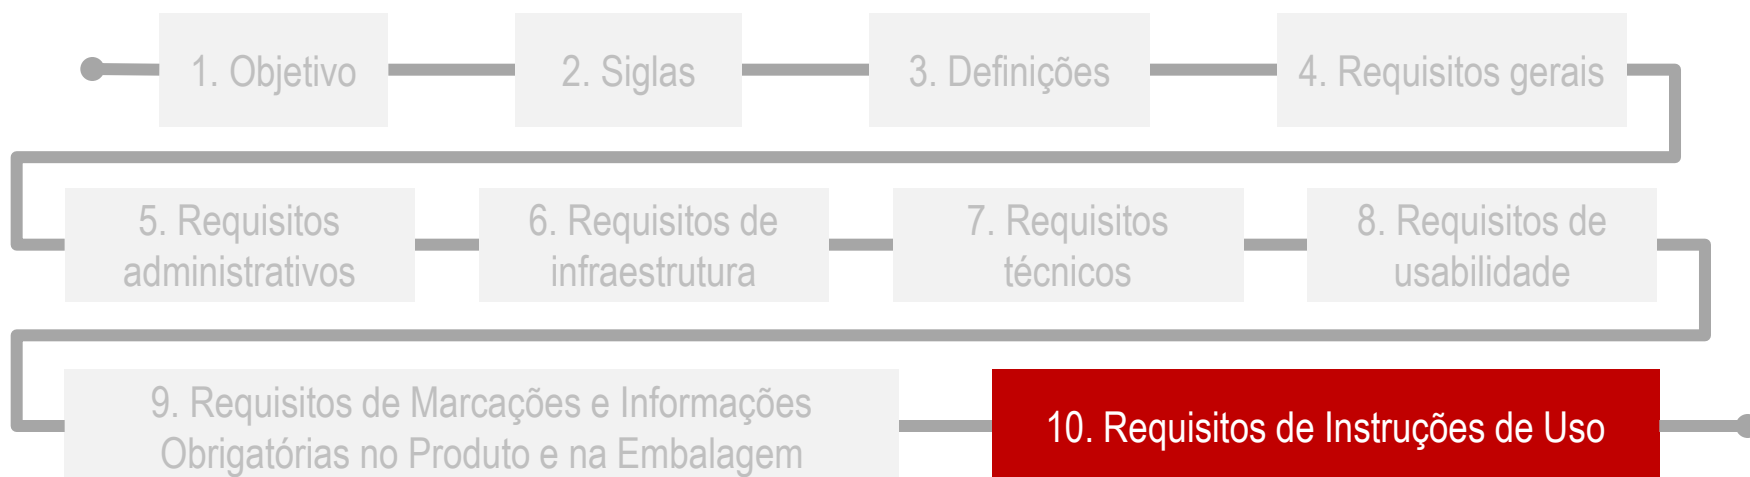 1. Objetivo
2. Siglas
3. Definições
4. Requisitos gerais
5. Requisitos
administrativos
6. Requisitos de
infraestrutura
7. Requisitos
técnicos
8. Requisitos de
usabilidade
9. Requisitos de Marcações e Informações
Obrigatórias no Produto e na Embalagem
10. Requisitos de Instruções de Uso